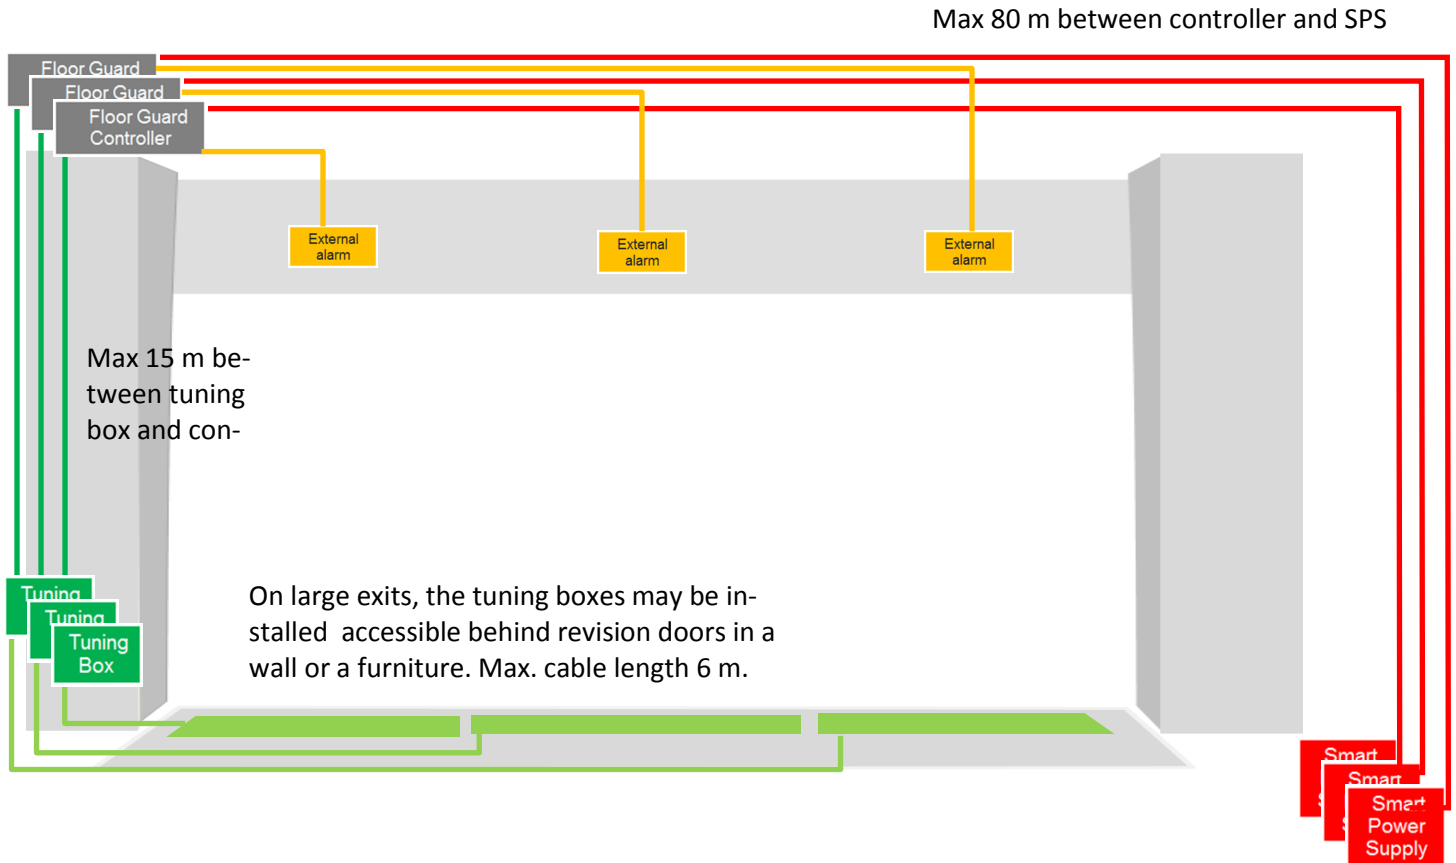 Max 80 m between controller and SPS
Floor Guard
Floor Guard
Floor Guard
Controller
External
alarm
External
alarm
External
alarm
Max 15 m be-
tween tuning
box and con-
Tuning
Tuning
Tuning
Box
On large exits, the tuning boxes may be in-
stalled accessible behind revision doors in a
wall or a furniture. Max. cable length 6 m.
Smart
Smart
Smart
Power
Supply